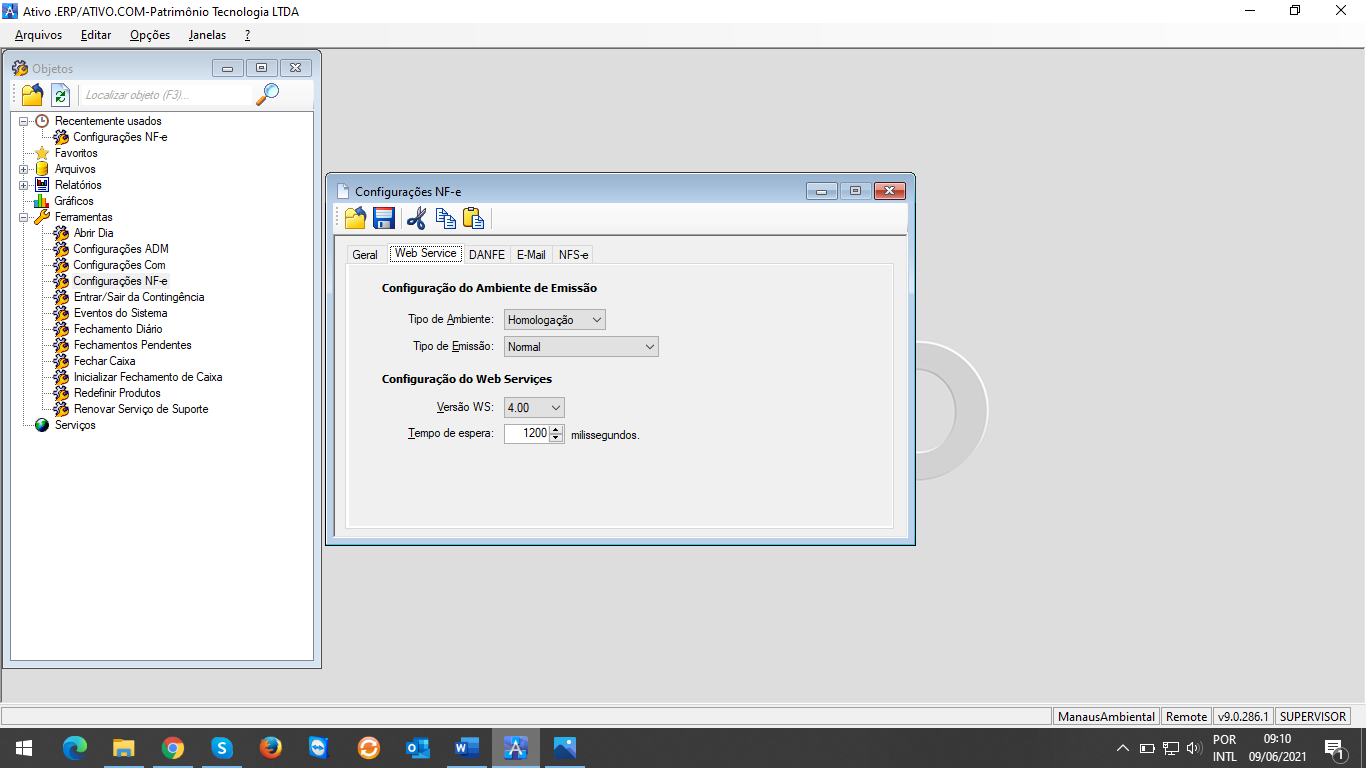 Ativo .ERP/ATIVO.COM-Patrimônio Tecnologia LTDA
Arquivos Editar Opções Janelas ?
Objetos
Localizar objeto (F3)...
Recentemente usados
Configurações NF-e
Favoritos
Arquivos
Relatórios
Gráficos
Ferramentas
Abrir Dia
Configurações ADM
Configurações Com
Configurações NF-e
Entrar/Sair da Contingência
Eventos do Sistema
Fechamento Diário
Fechamentos Pendentes
Fechar Caixa
Inicializar Fechamento de Caixa
Redefinir Produtos
Renovar Serviço de Suporte
Serviços
Configurações NF-e
Geral Web Service DANFE E-Mail NFS-e
Configuração do Ambiente de Emissão
Tipo de Ambiente: Homologação
Tipo de Emissão: Normal
Configuração do Web Serviçes
Versão WS: 4.00
Tempo de espera: 1200 milissegundos.
ManausAmbiental Remote v9.0.286.1 SUPERVISOR
POR
INTL
09:10
09/06/2021
1